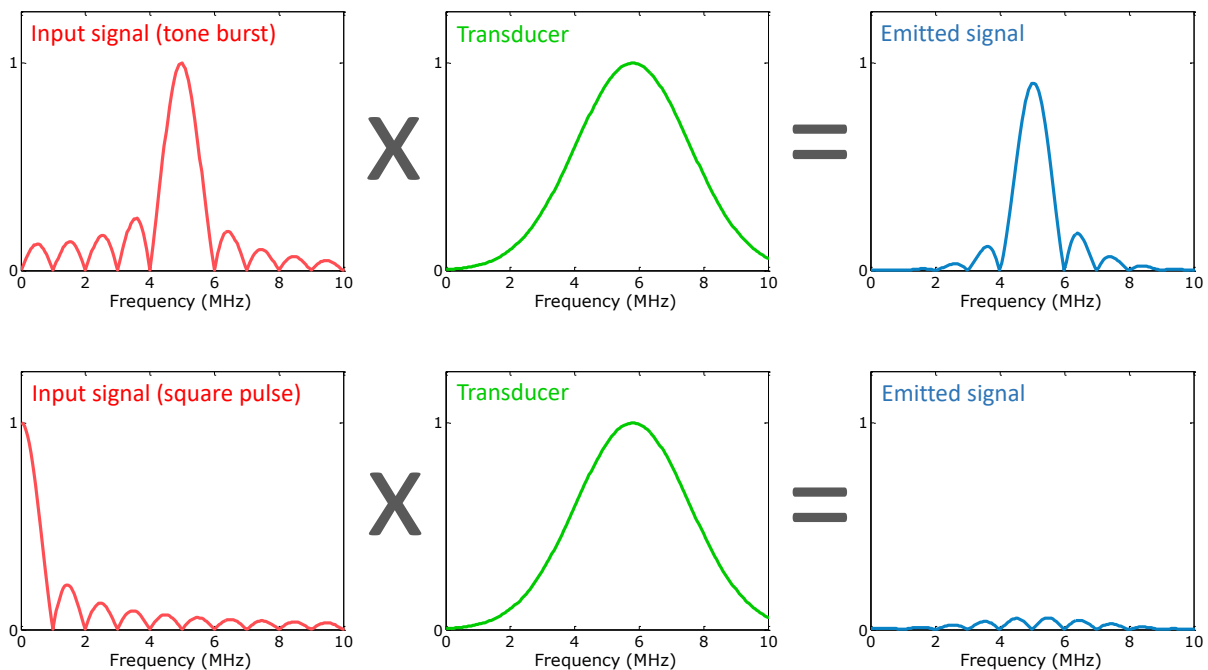 Input signal (tone burst)
1
0
0 2 4 6 8 10
Frequency (MHz)
X
Transducer
1
0
0 2 4 6 8 10
Frequency (MHz)
=
Emitted signal
1
0
0 2 4 6 8 10
Frequency (MHz)
Input signal (square pulse)
1
0
0 2 4 6 8 10
Frequency (MHz)
X
Transducer
1
0
0 2 4 6 8 10
Frequency (MHz)
=
Emitted signal
1
0
0 2 4 6 8 10
Frequency (MHz)